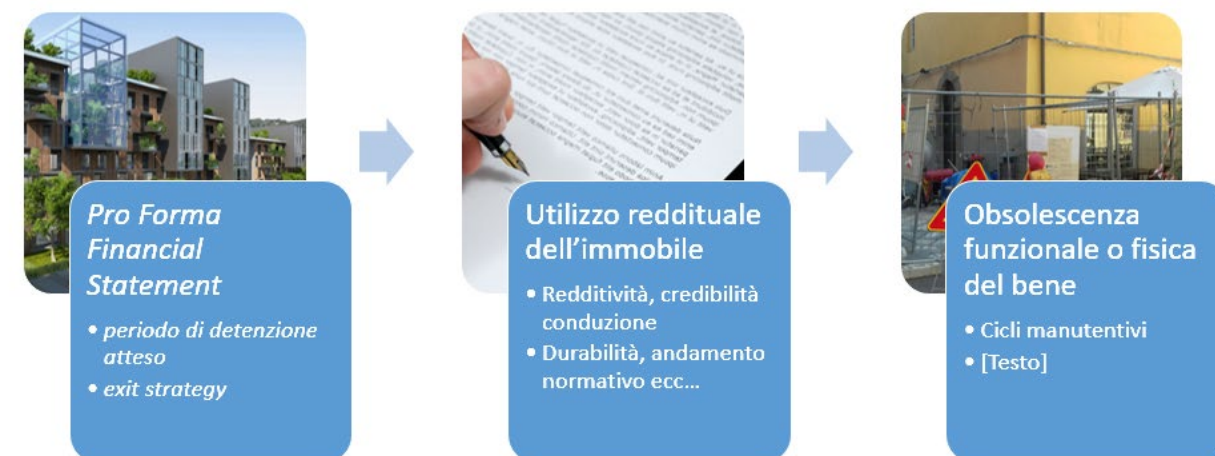 Pro Forma
Financial
Statement
• periodo di detenzione
atteso
• exit strategy
Utilizzo reddituale
dell’immobile
• Redditività, credibilità
conduzione
• Durabilità, andamento
normativo ecc…
Obsolescenza
funzionale o fisica
del bene
• Cicli manutentivi
• [Testo]